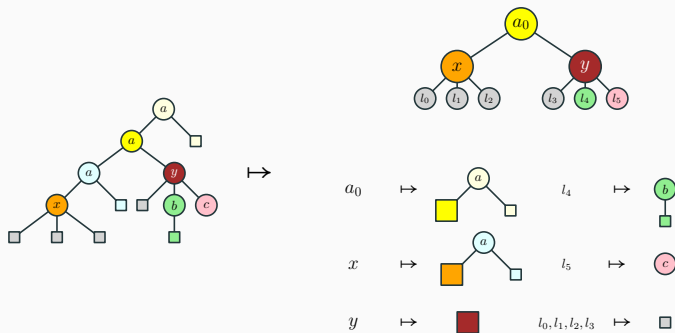 a₀
x y
l₀ l₁ l₂ l₃ l₄ l₅
a
a
a y
x b c
↦
a₀ ↦ a l₄ ↦ b
x ↦ a l₅ ↦ c
y ↦ l₀, l₁, l₂, l₃ ↦